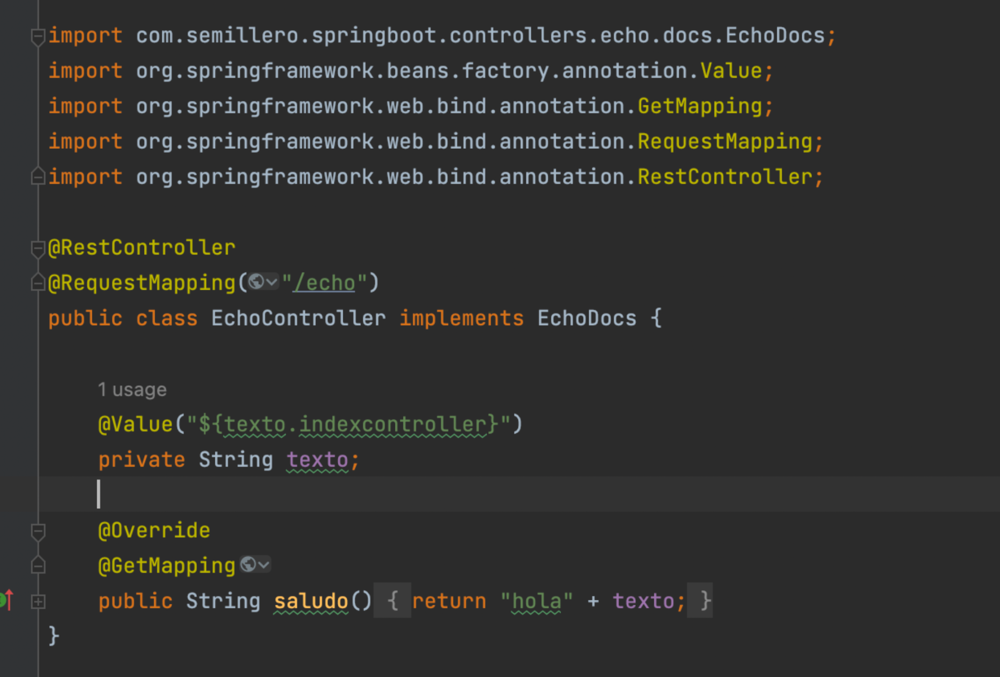 import com.semillero.springboot.controllers.echo.docs.EchoDocs;
import org.springframework.beans.factory.annotation.Value;
import org.springframework.web.bind.annotation.GetMapping;
import org.springframework.web.bind.annotation.RequestMapping;
import org.springframework.web.bind.annotation.RestController;
@RestController
@RequestMapping("/echo")
public class EchoController implements EchoDocs {
1 usage
@Value("${texto.indexcontroller}")
private String texto;
@Override
@GetMapping
public String saludo() { return "hola" + texto; }
}